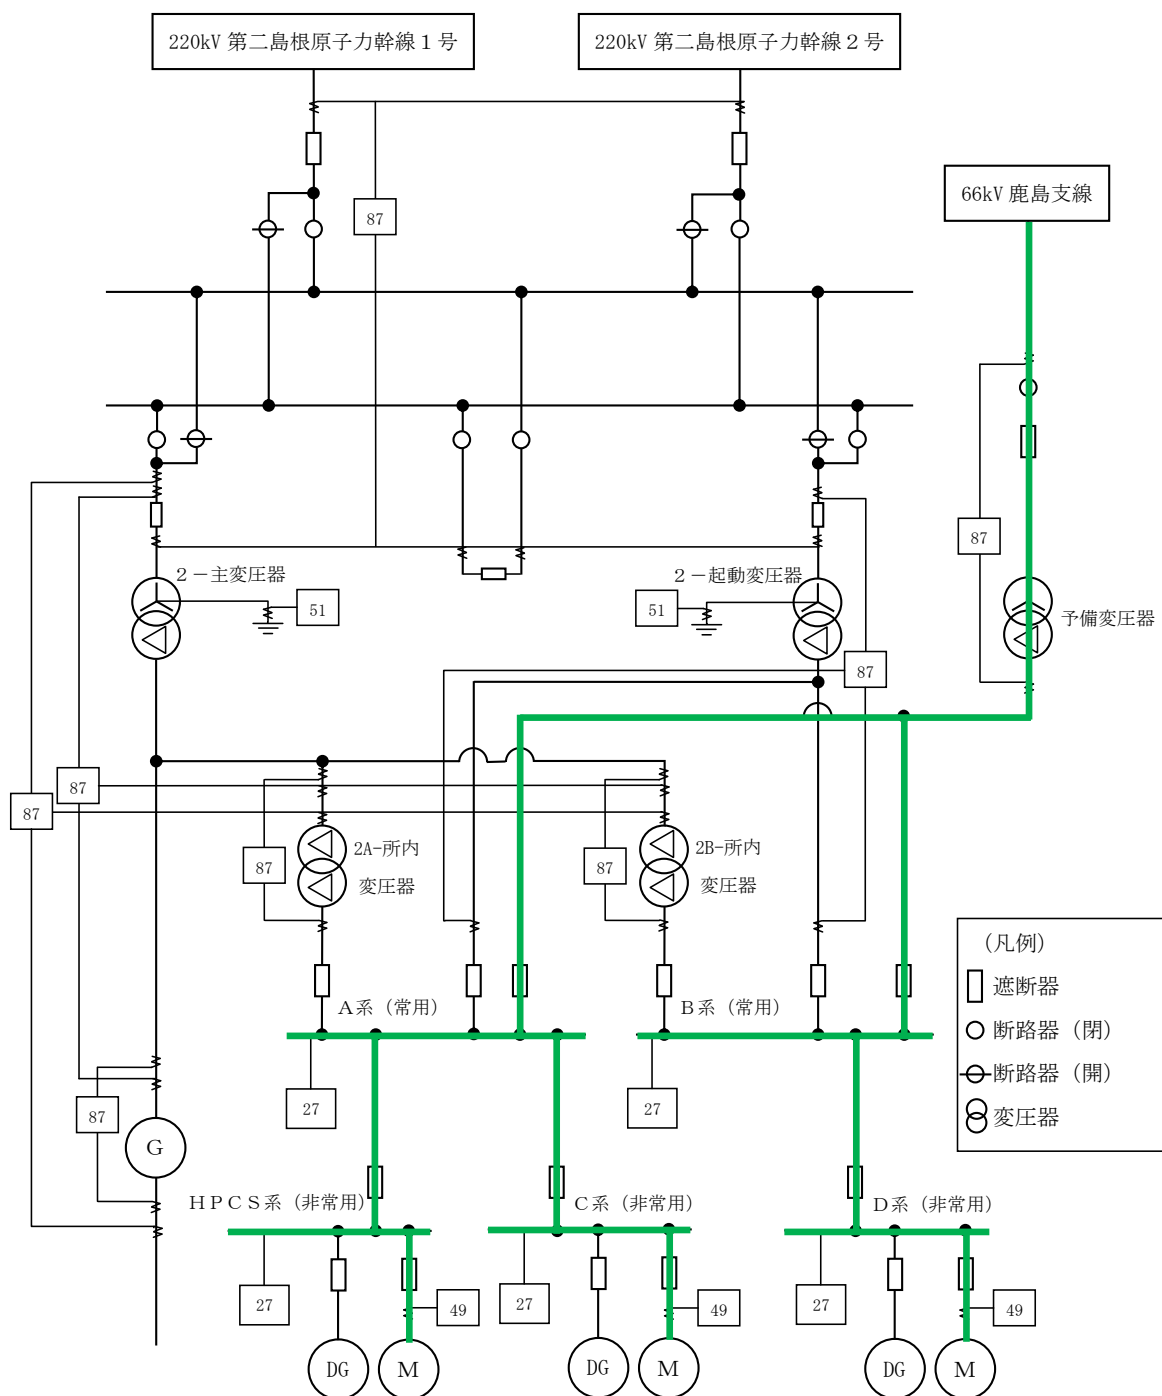 220kV 第二島根原子力幹線１号
220kV 第二島根原子力幹線２号
66kV 鹿島支線
87
87
２－主変圧器
51
２－起動変圧器
51
予備変圧器
87
87
87
87
2A-所内
変圧器
87
2B-所内
変圧器
87
(凡例)
遮断器
断路器（閉）
断路器（開）
変圧器
A系（常用）
B系（常用）
27
27
87
G
HPCS系（非常用）
C系（非常用）
D系（非常用）
27
49
27
49
27
49
DG
M
DG
M
DG
M